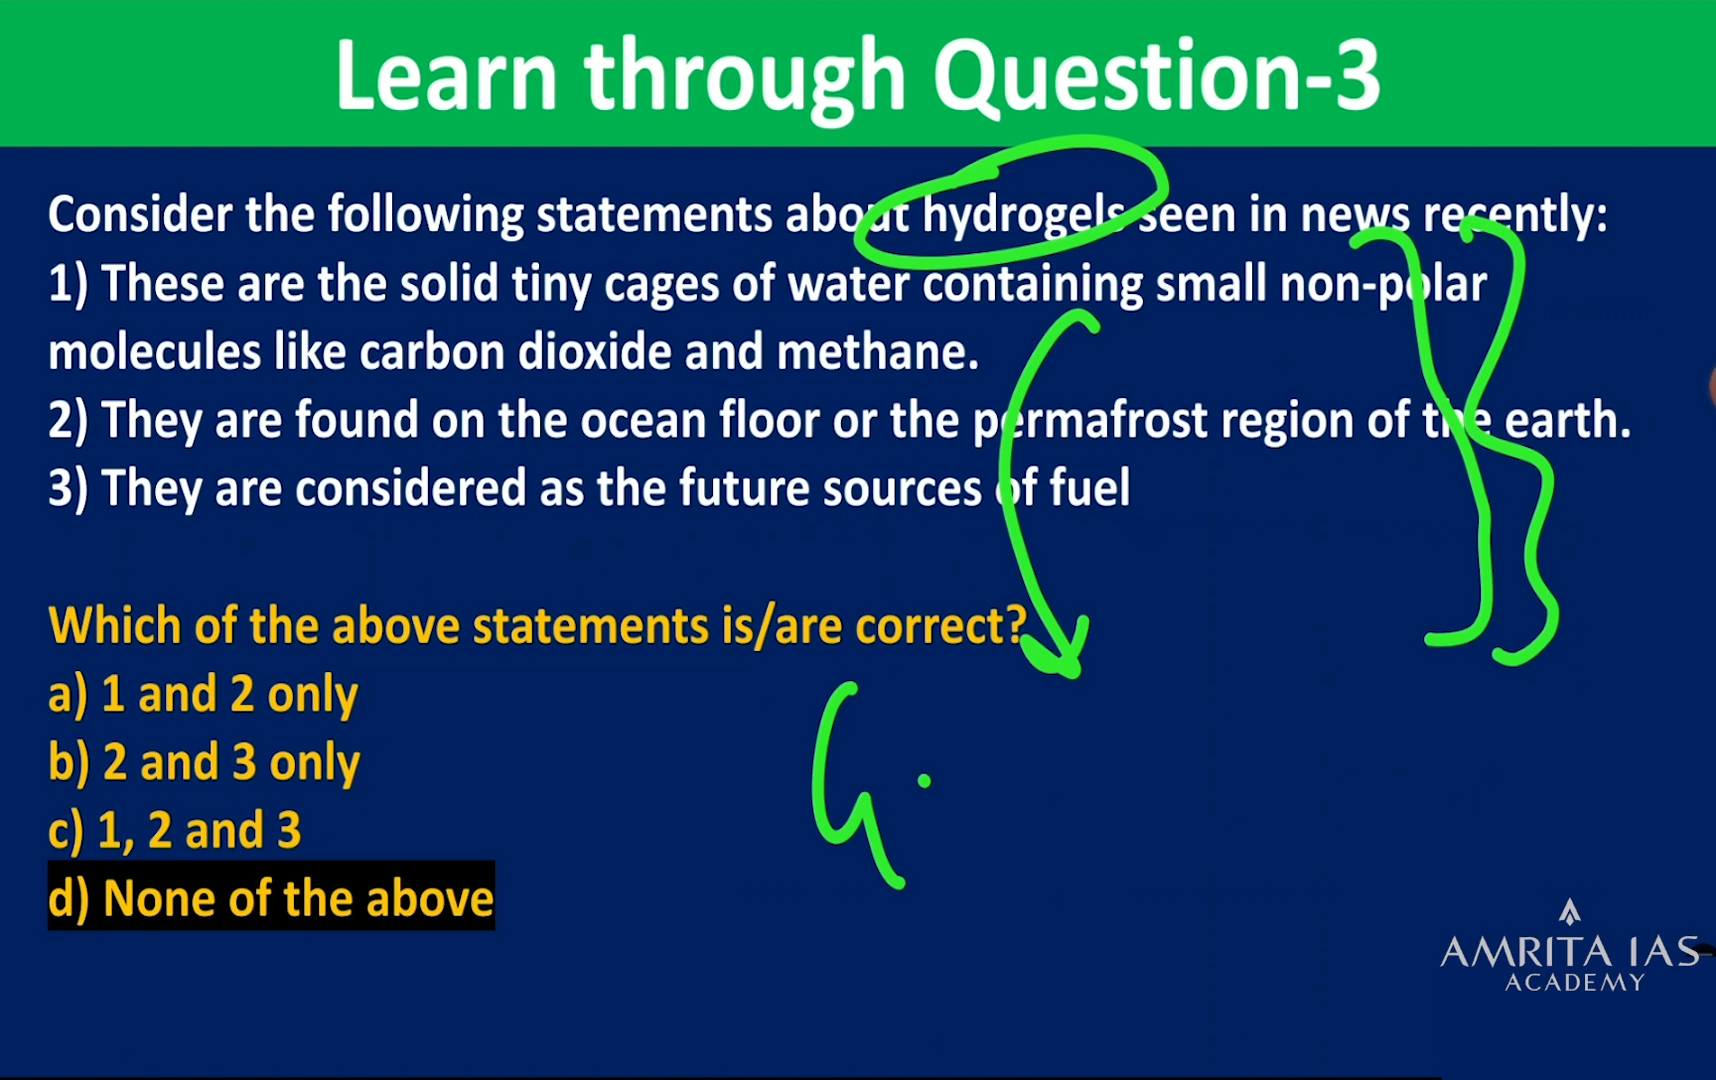 Learn through Question-3
Consider the following statements about hydrogels seen in news recently:
1) These are the solid tiny cages of water containing small non-polar
molecules like carbon dioxide and methane.
2) They are found on the ocean floor or the permafrost region of the earth.
3) They are considered as the future sources of fuel
Which of the above statements is/are correct?
a) 1 and 2 only
b) 2 and 3 only
c) 1, 2 and 3
d) None of the above
AMRITA IAS
ACADEMY